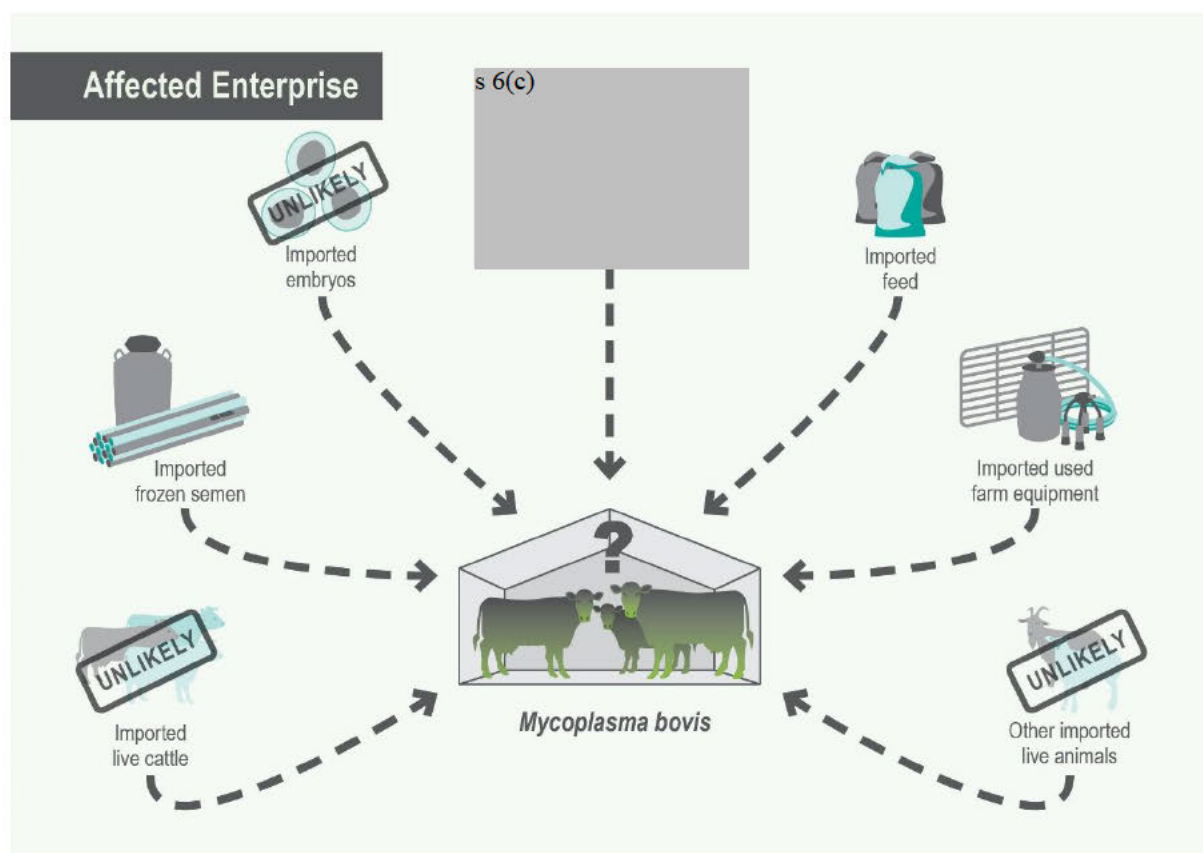 Affected Enterprise
s 6(c)
UNLIKELY
Imported
embryos
Imported
feed
Imported
frozen semen
Imported used
farm equipment
?
UNLIKELY
Imported
live cattle
Mycoplasma bovis
UNLIKELY
Other imported
live animals